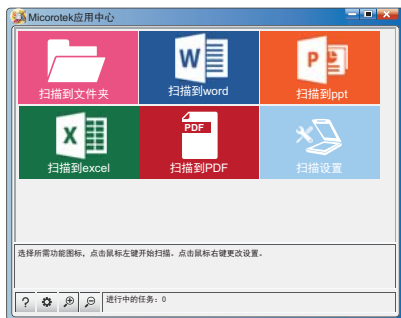 Micorotek应用中心
扫描到文件夹
扫描到word
扫描到ppt
扫描到excel
扫描到PDF
扫描设置
选择所需功能图标，点击鼠标左键开始扫描。点击鼠标右键更改设置。
进行中的任务：0